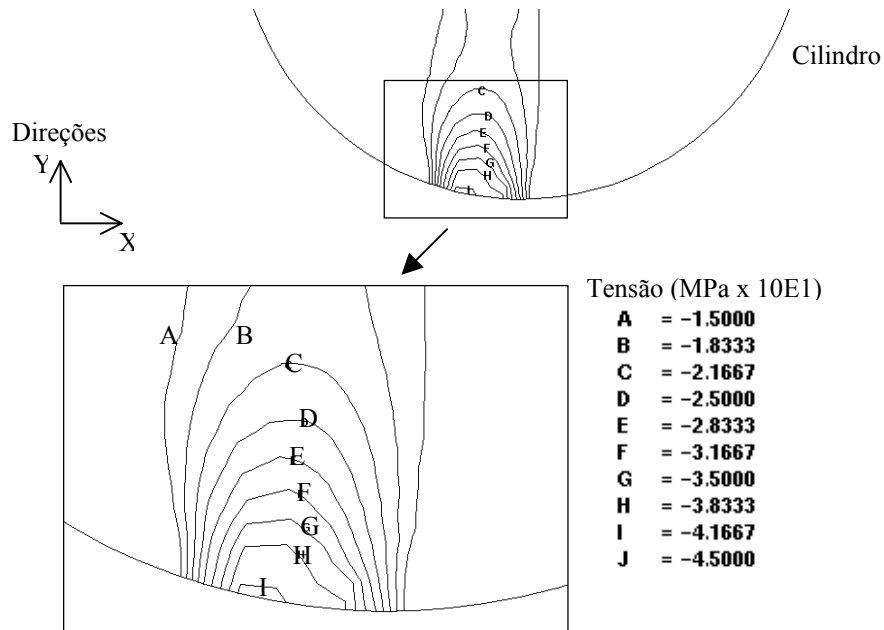 Cilindro
C
D
E
F
G
H
I
Direções
Y
X
Tensão (MPa x 10E1)
A = -1.5000
B = -1.8333
C = -2.1667
D = -2.5000
E = -2.8333
F = -3.1667
G = -3.5000
H = -3.8333
I = -4.1667
J = -4.5000
A
B
C
D
E
F
G
H
I